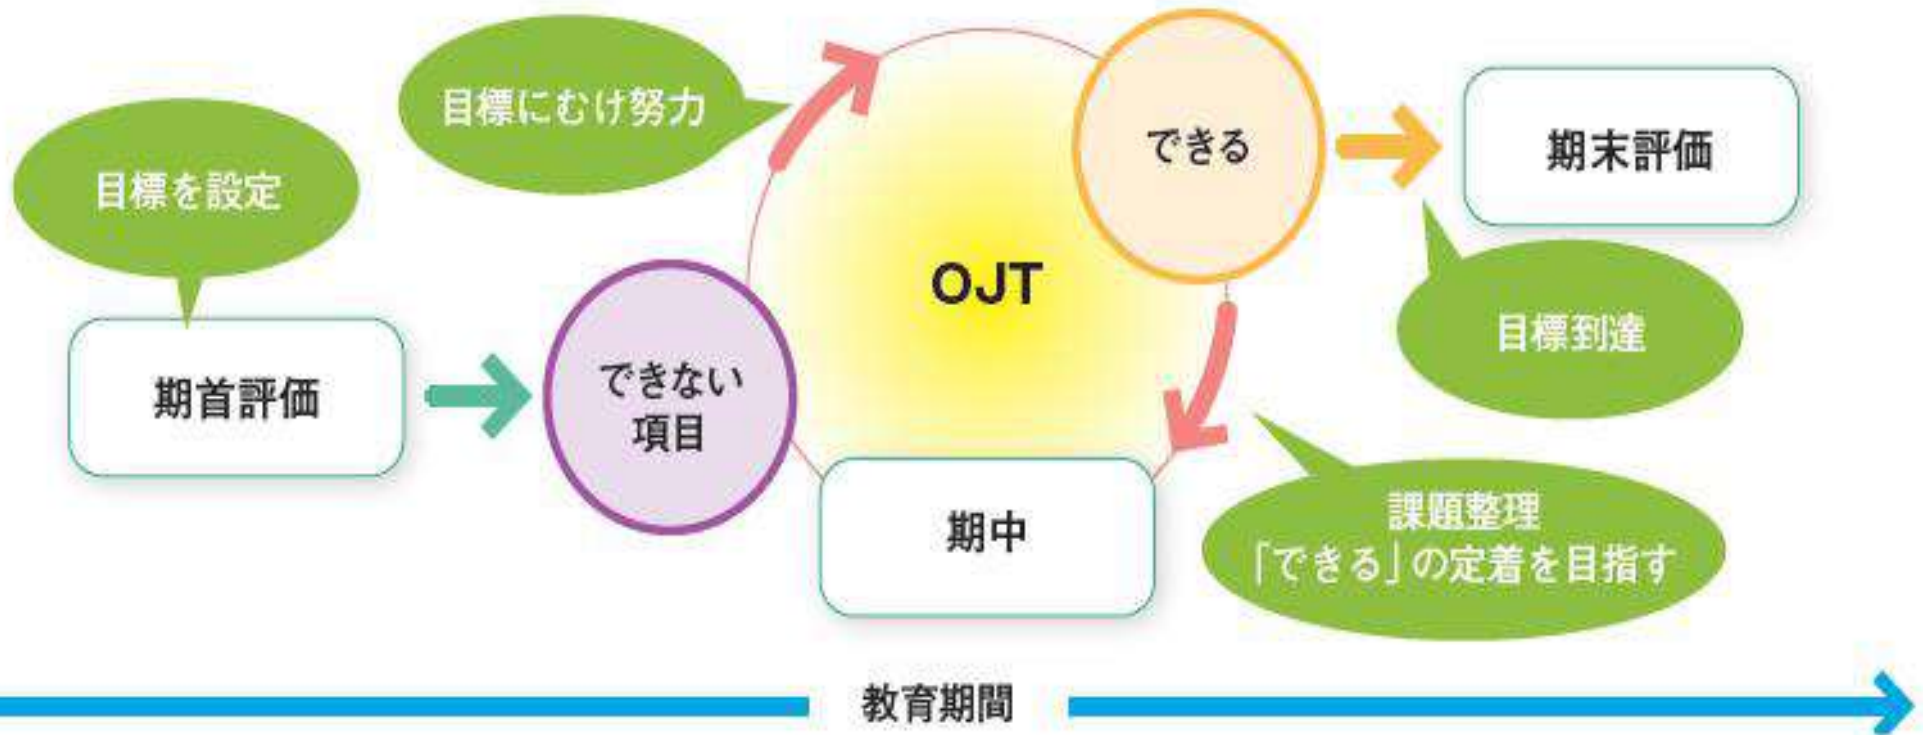 目標を設定
期首評価
できない
項目
目標にむけ努力
OJT
できる
期中
課題整理
「できる」の定着を目指す
期末評価
目標到達
教育期間